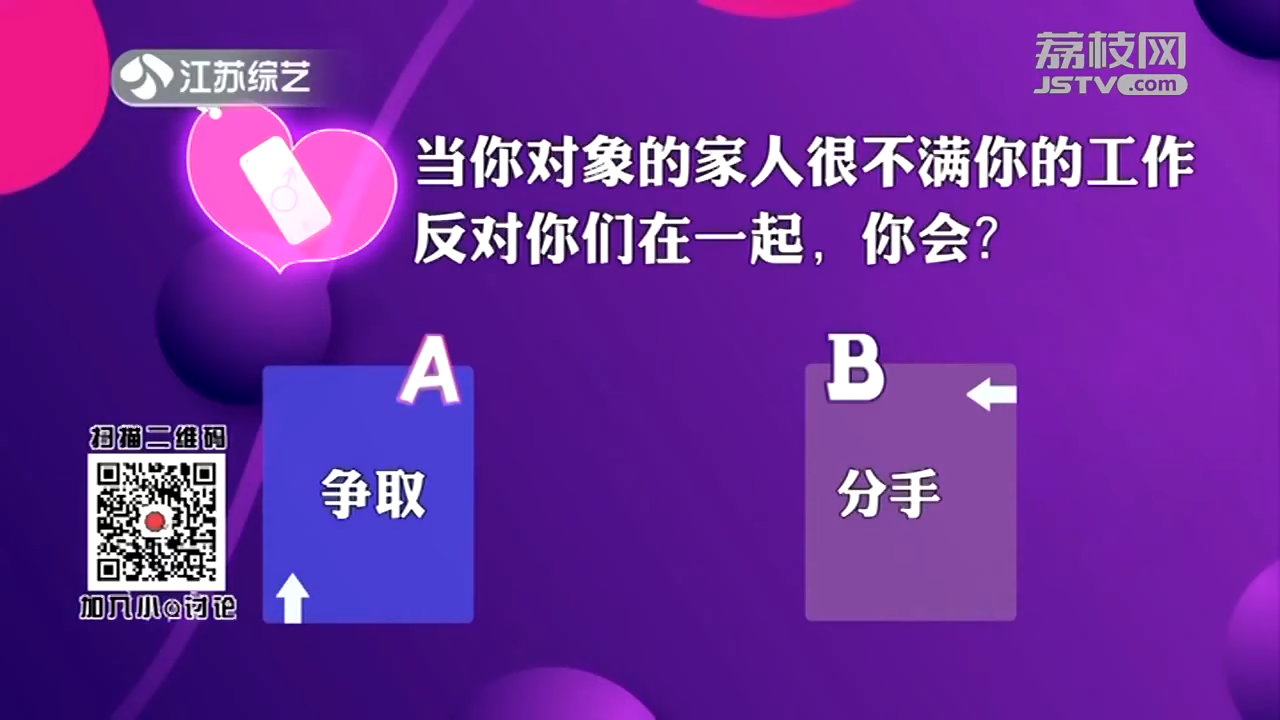 江苏综艺
荔枝网
JSTV.com
当你对象的家人很不满你的工作
反对你们在一起，你会？
A
B
争取
分手
扫描二维码
加入小@讨论